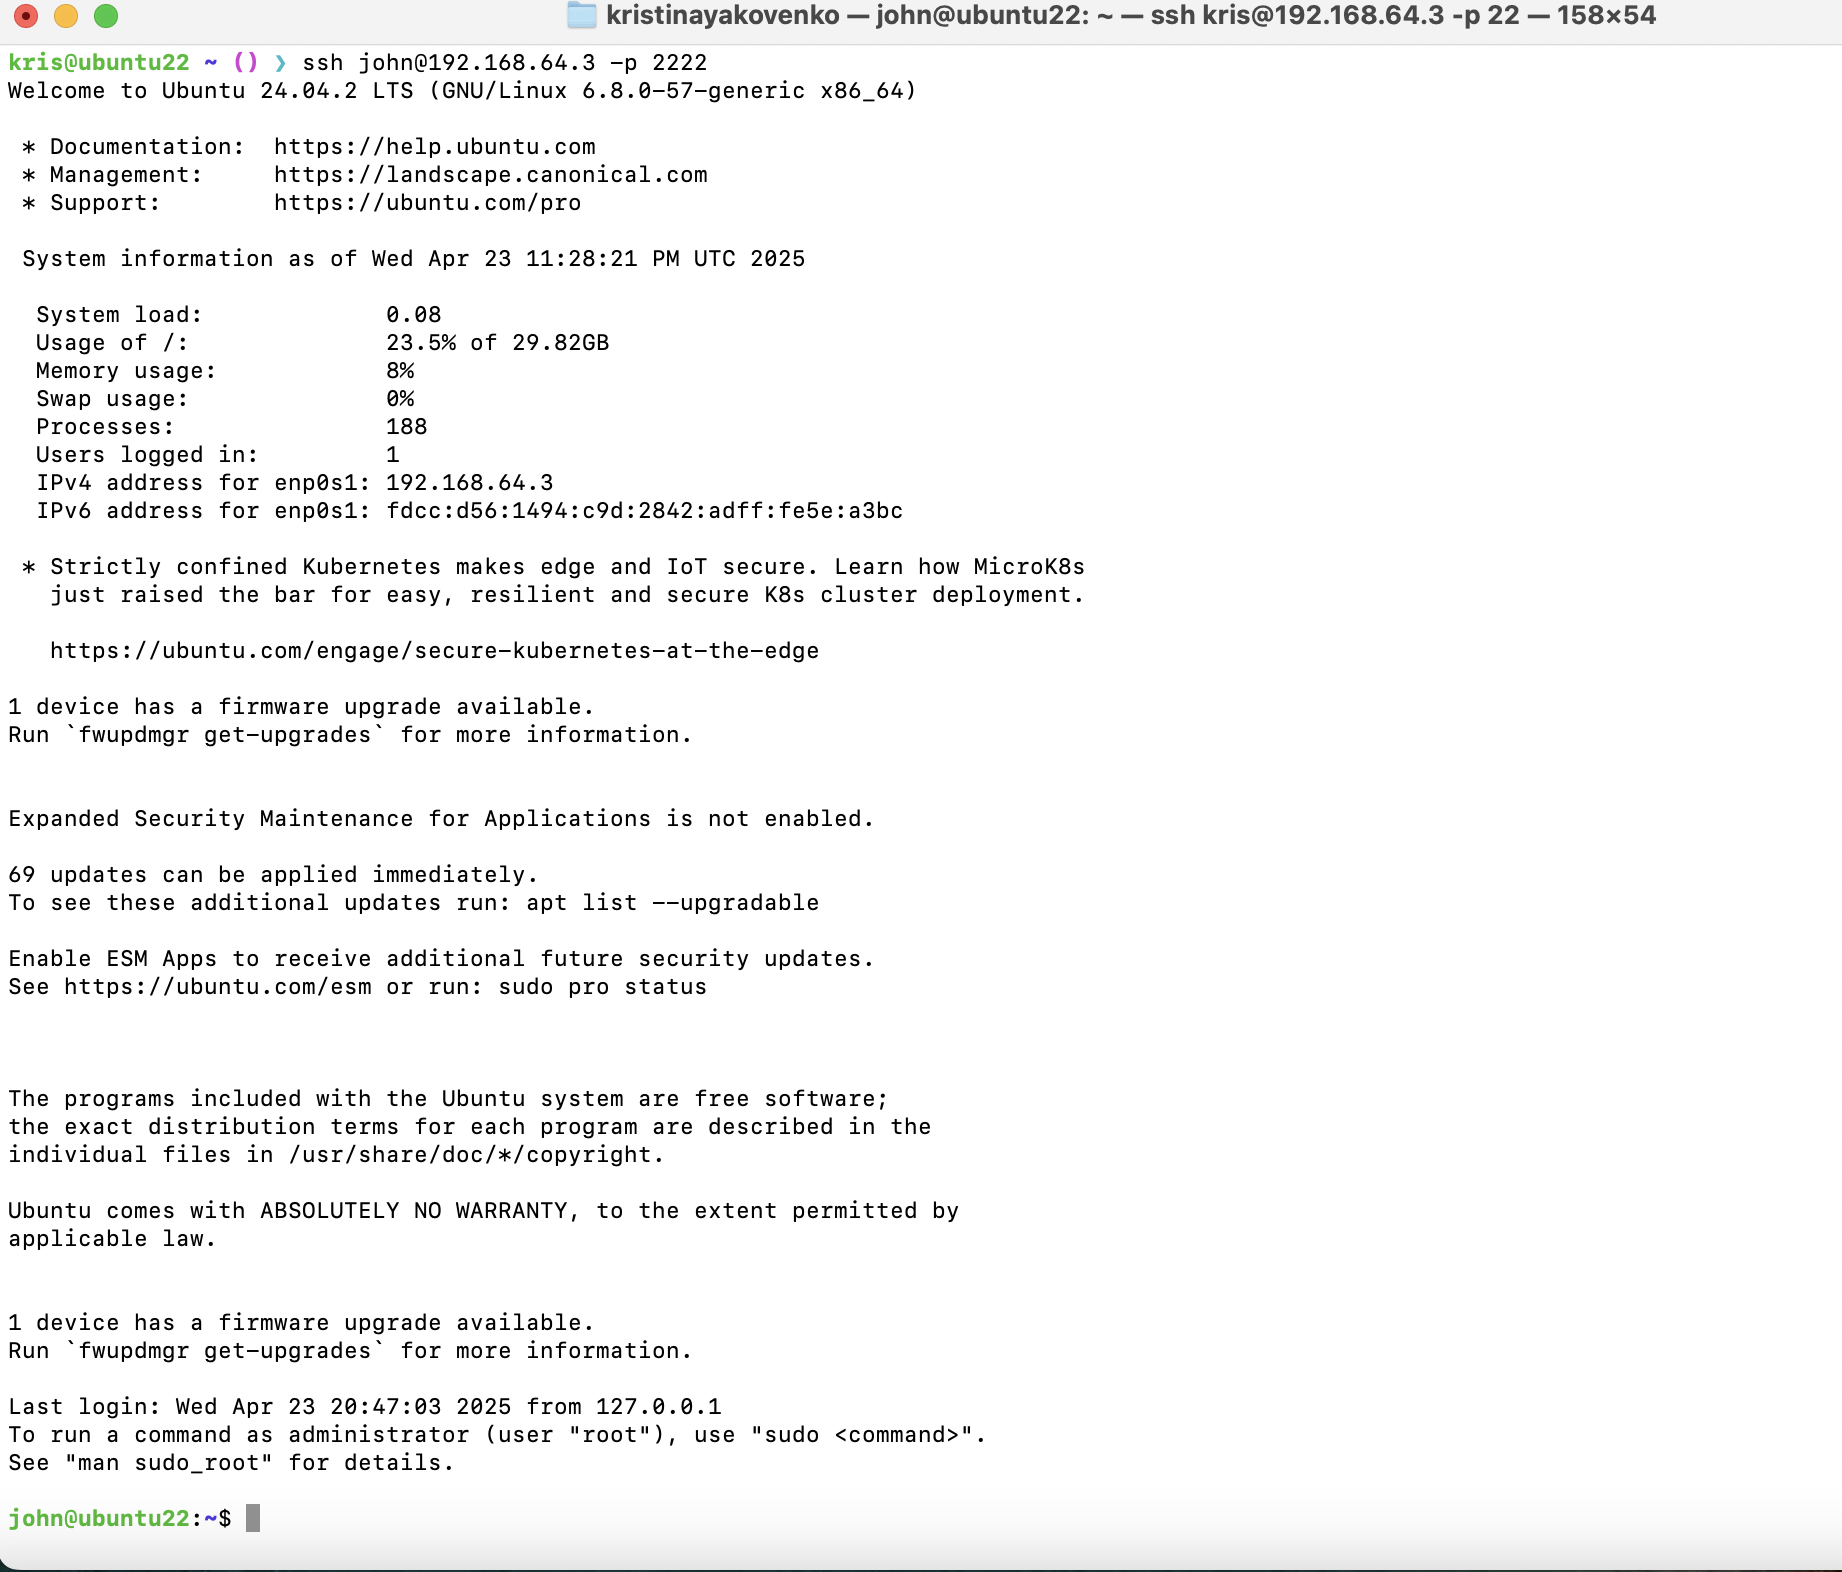 kristinayakovenko — john@ubuntu22: ~ — ssh kris@192.168.64.3 -p 22 — 158×54
kris@ubuntu22 ~ () ❯ ssh john@192.168.64.3 -p 2222
Welcome to Ubuntu 24.04.2 LTS (GNU/Linux 6.8.0-57-generic x86_64)
* Documentation:  https://help.ubuntu.com
* Management:     https://landscape.canonical.com
* Support:        https://ubuntu.com/pro
System information as of Wed Apr 23 11:28:21 PM UTC 2025
System load:             0.08
Usage of /:              23.5% of 29.82GB
Memory usage:            8%
Swap usage:              0%
Processes:               188
Users logged in:         1
IPv4 address for enp0s1: 192.168.64.3
IPv6 address for enp0s1: fdcc:d56:1494:c9d:2842:adff:fe5e:a3bc
* Strictly confined Kubernetes makes edge and IoT secure. Learn how MicroK8s
just raised the bar for easy, resilient and secure K8s cluster deployment.
https://ubuntu.com/engage/secure-kubernetes-at-the-edge
1 device has a firmware upgrade available.
Run `fwupdmgr get-upgrades` for more information.
Expanded Security Maintenance for Applications is not enabled.
69 updates can be applied immediately.
To see these additional updates run: apt list --upgradable
Enable ESM Apps to receive additional future security updates.
See https://ubuntu.com/esm or run: sudo pro status
The programs included with the Ubuntu system are free software;
the exact distribution terms for each program are described in the
individual files in /usr/share/doc/*/copyright.
Ubuntu comes with ABSOLUTELY NO WARRANTY, to the extent permitted by
applicable law.
1 device has a firmware upgrade available.
Run `fwupdmgr get-upgrades` for more information.
Last login: Wed Apr 23 20:47:03 2025 from 127.0.0.1
To run a command as administrator (user "root"), use "sudo <command>".
See "man sudo_root" for details.
john@ubuntu22:~$